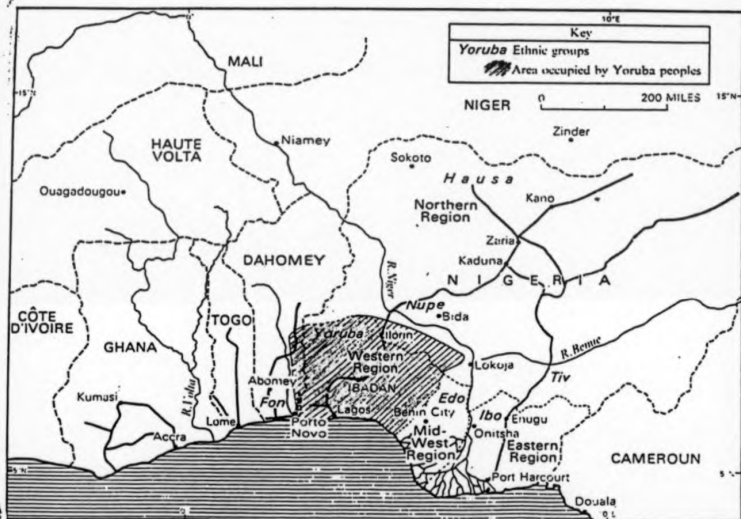 10°E
Key
Yoruba Ethnic groups
Area occupied by Yoruba peoples
0 200 MILES
15°N
15°N
MALI
NIGER
HAUTE
VOLTA
Niamey
Zinder
Sokoto
Hausa
Ouagadougou
Northern
Region
Kano
Zaria
Kaduna
DAHOMEY
R. Niger
NIGERIA
Nupe
Bida
CÔTE
D'IVOIRE
GHANA
TOGO
Yoruba
Ilorin
Western
Region
R. Benue
Lokoja
Abomey
Fon
IBADAN
Tiv
Kumasi
R. Volta
Edo
Lagos
Benin City
Ibo
Enugu
Lome
Porto
Novo
Onitsha
Accra
Mid-
West
Region
Eastern
Region
CAMEROUN
5°N
5°
Port Harcourt
Douala